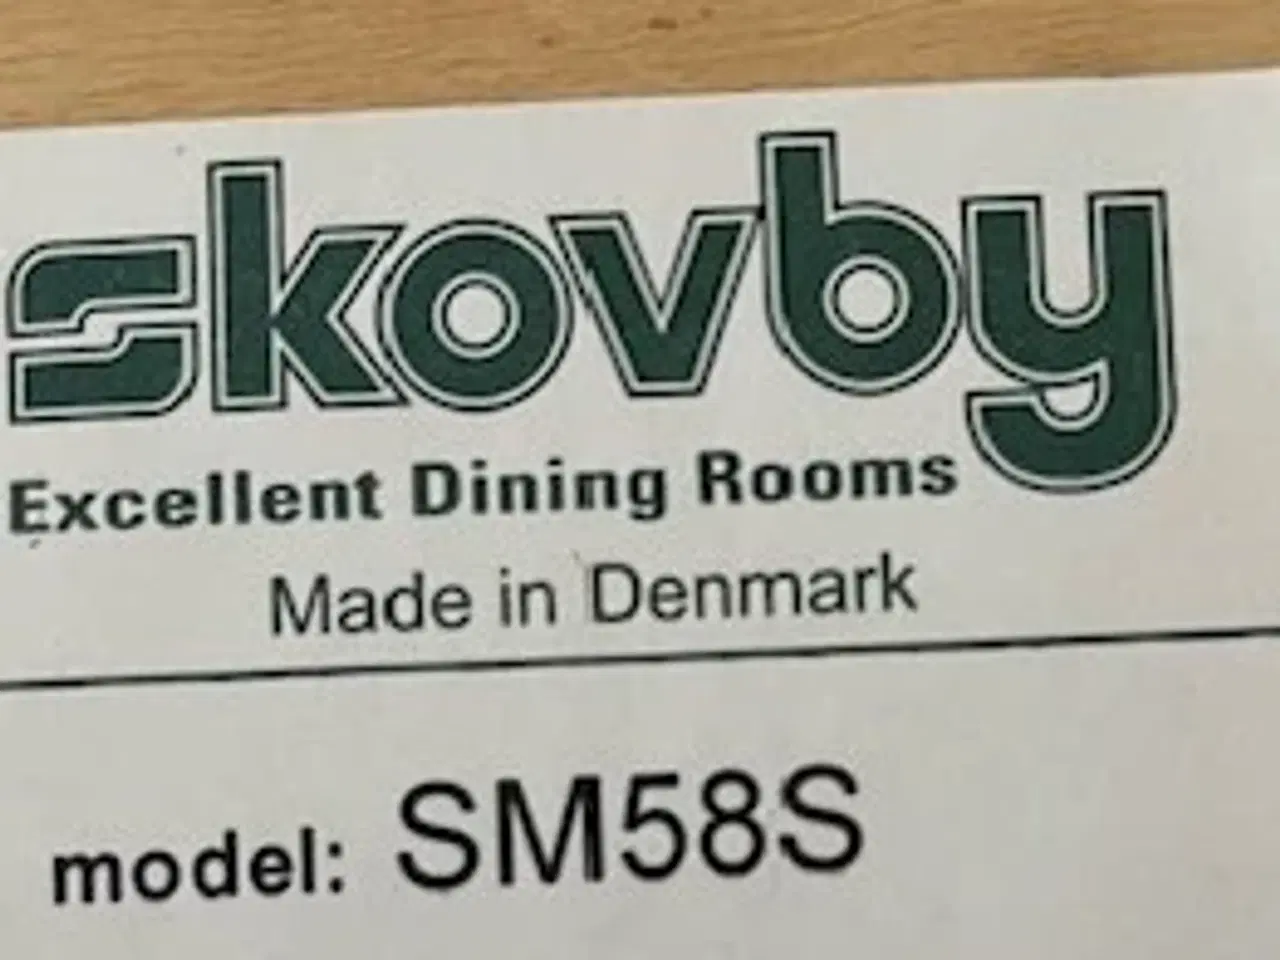 skovby
Excellent Dining Rooms
Made in Denmark
model: SM58S